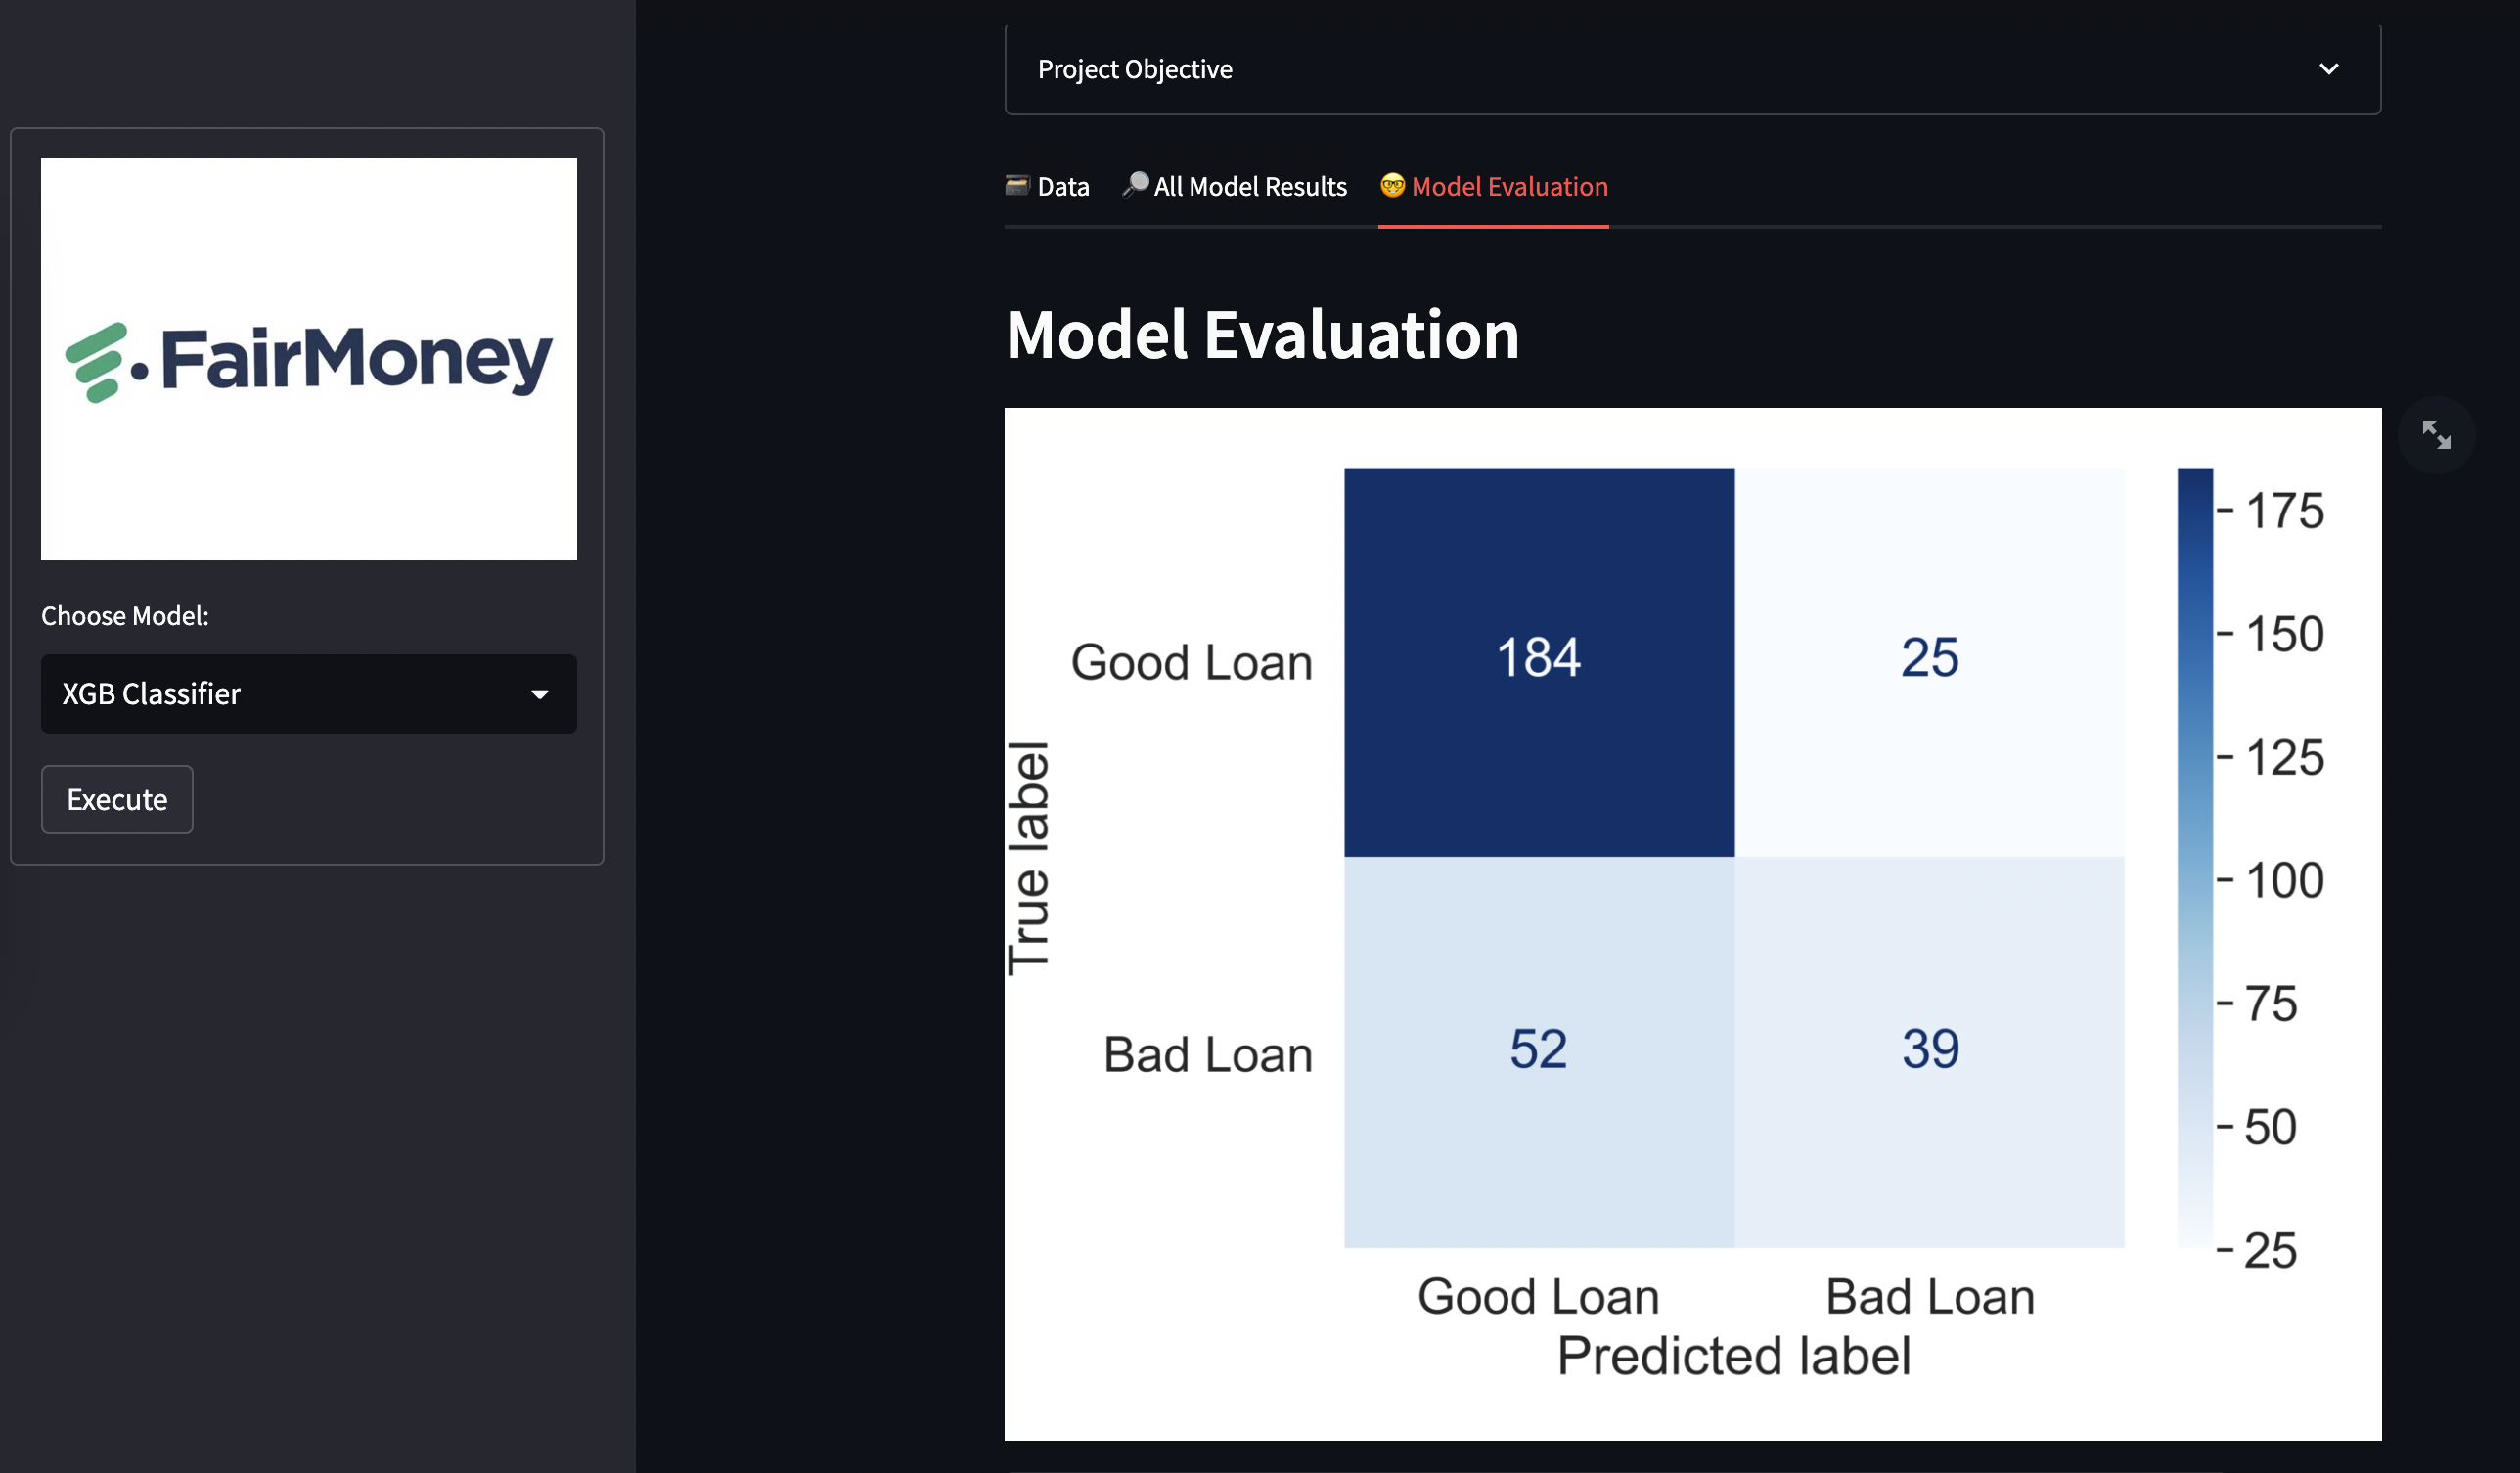 FairMoney
Choose Model:
XGB Classifier
Execute
Project Objective
Data
All Model Results
Model Evaluation
Model Evaluation
True label
Good Loan
184
25
Bad Loan
52
39
Good Loan
Bad Loan
Predicted label
175
150
125
100
75
50
25